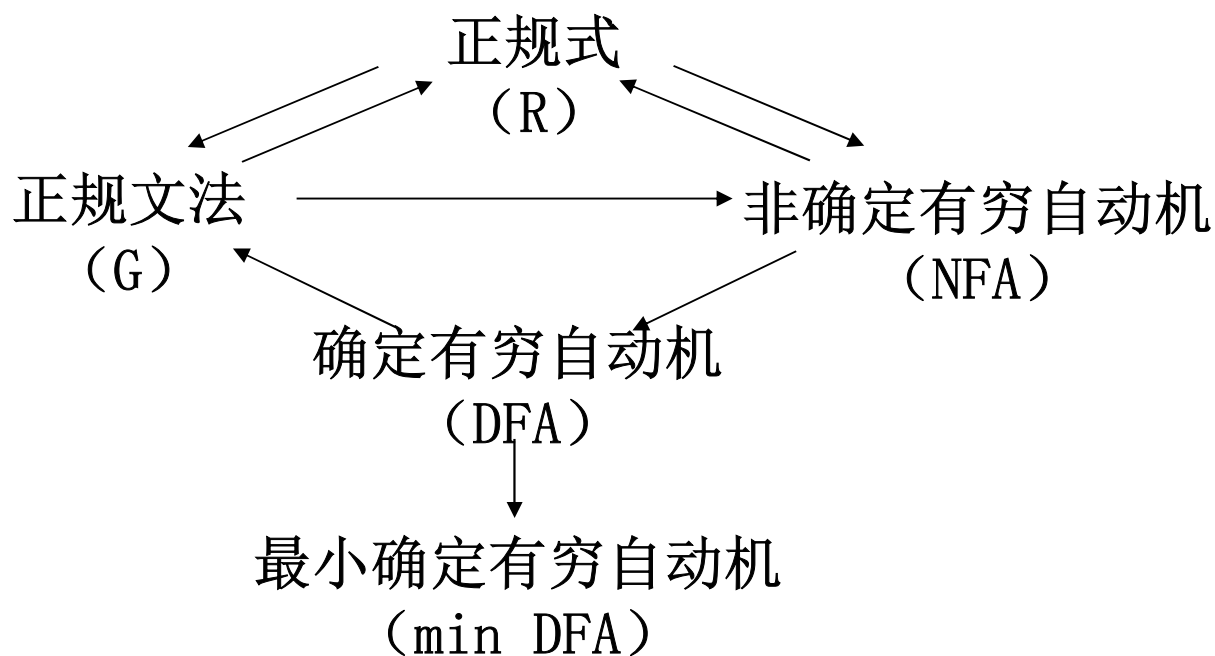 正规式
（R）
正规文法
（G）
非确定有穷自动机
（NFA）
确定有穷自动机
（DFA）
最小确定有穷自动机
（min DFA）